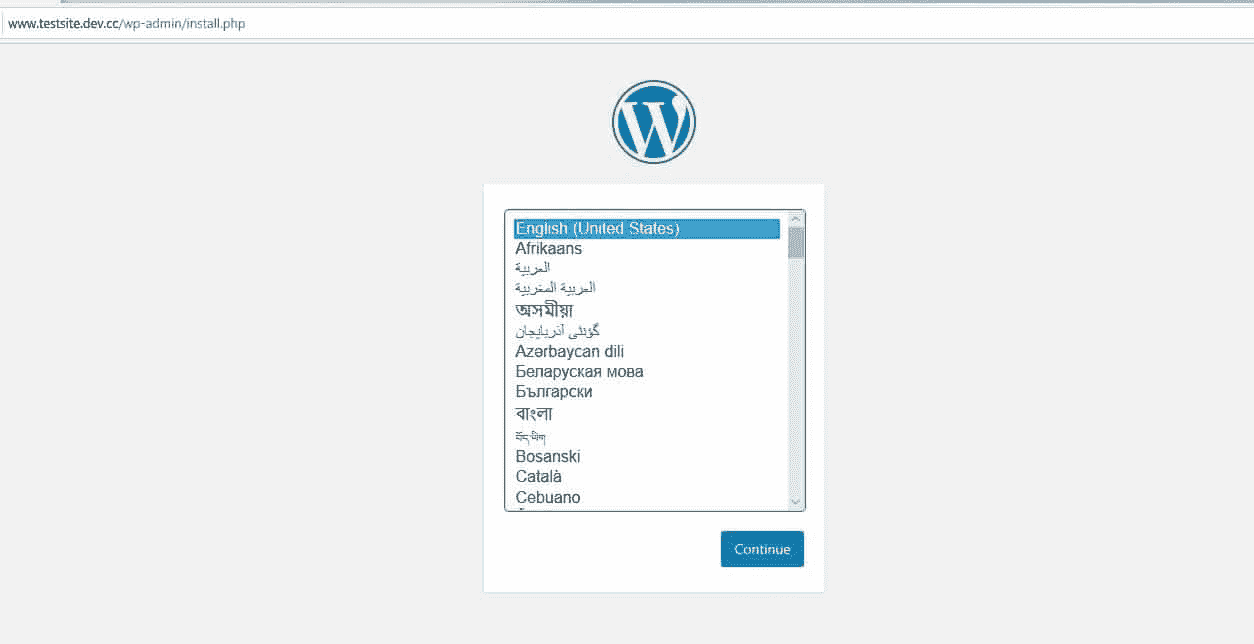 www.testsite.dev.cc/wp-admin/install.php
W
English (United States)
Afrikaans
العربية
العربية المغربية
অসমীয়া
گؤنئی آذربایجان
Azərbaycan dili
Беларуская мова
Български
বাংলা
བོད་ཡིག
Bosanski
Català
Cebuano
Continue